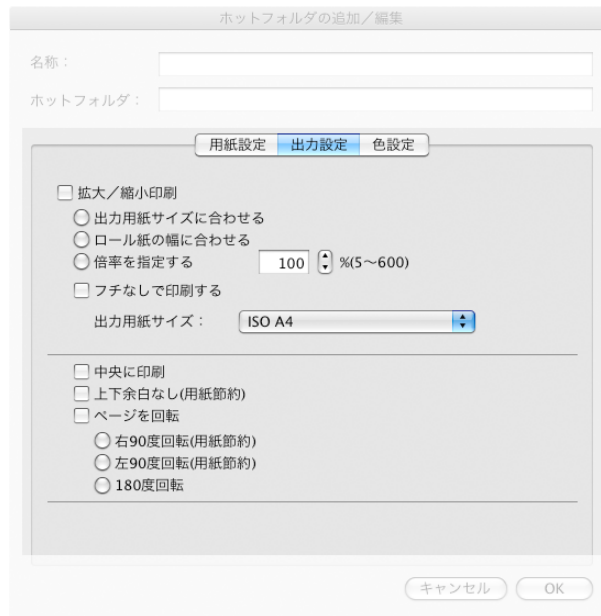 ホットフォルダの追加／編集
名称：
ホットフォルダ：
用紙設定 出力設定 色設定
拡大／縮小印刷
出力用紙サイズに合わせる
ロール紙の幅に合わせる
倍率を指定する 100 %(5～600)
フチなしで印刷する
出力用紙サイズ： ISO A4
中央に印刷
上下余白なし(用紙節約)
ページを回転
右90度回転(用紙節約)
左90度回転(用紙節約)
180度回転
キャンセル OK